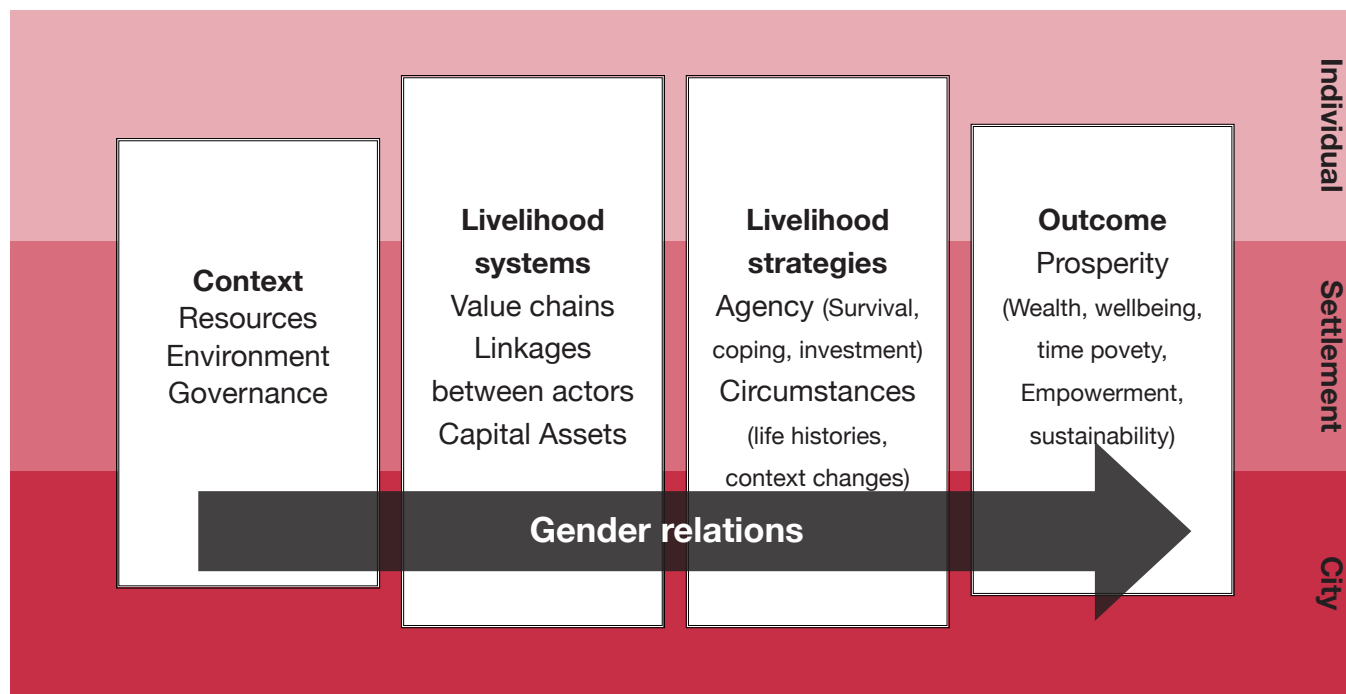 Context
Resources
Environment
Governance
Livelihood
systems
Value chains
Linkages
between actors
Capital Assets
Livelihood
strategies
Agency (Survival,
coping, investment)
Circumstances
(life histories,
context changes)
Outcome
Prosperity
(Wealth, wellbeing,
time povety,
Empowerment,
sustainability)
Gender relations
Individual
Settlement
City